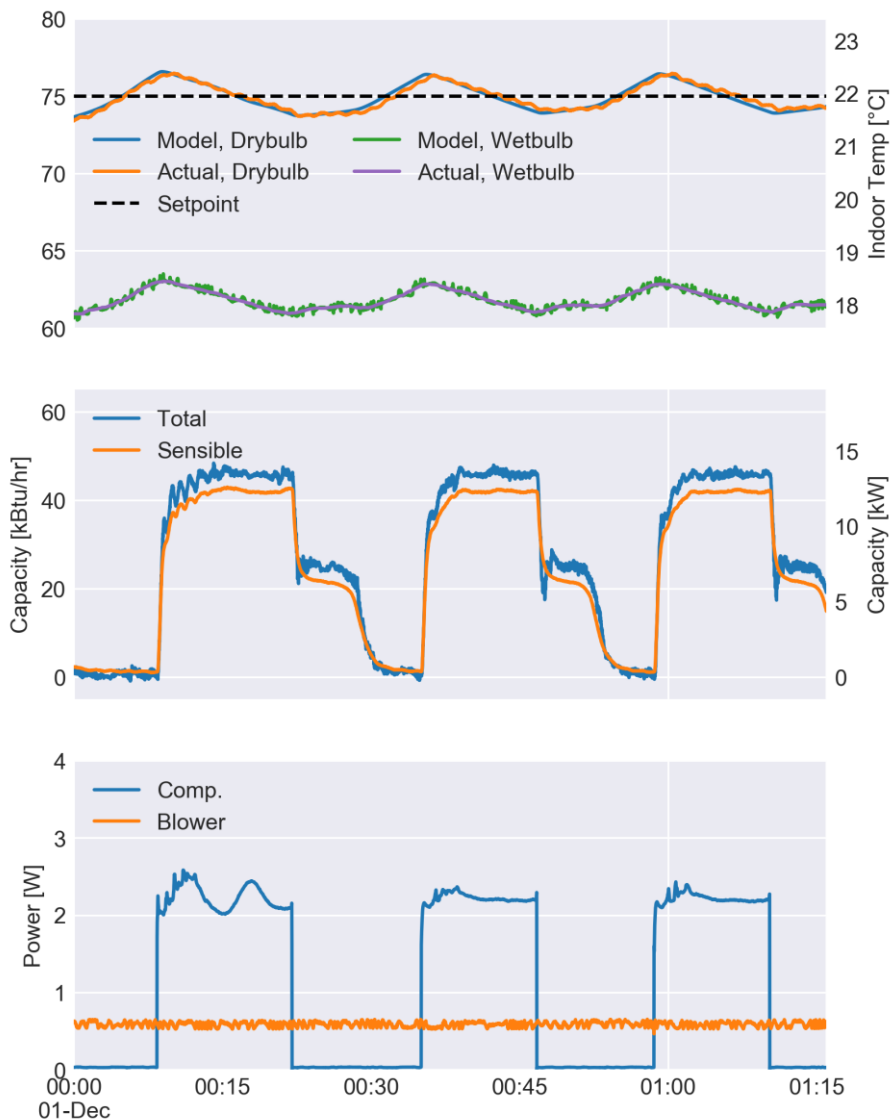 80
75
70
65
60
23
22
21
20
19
18
Indoor Temp [°C]
Model, Drybulb
Actual, Drybulb
Setpoint
Model, Wetbulb
Actual, Wetbulb
60
40
20
0
Capacity [kBtu/hr]
Total
Sensible
15
10
5
0
Capacity [kW]
4
3
2
1
0
Power [W]
Comp.
Blower
00:00 00:15 00:30 00:45 01:00 01:15
01-Dec